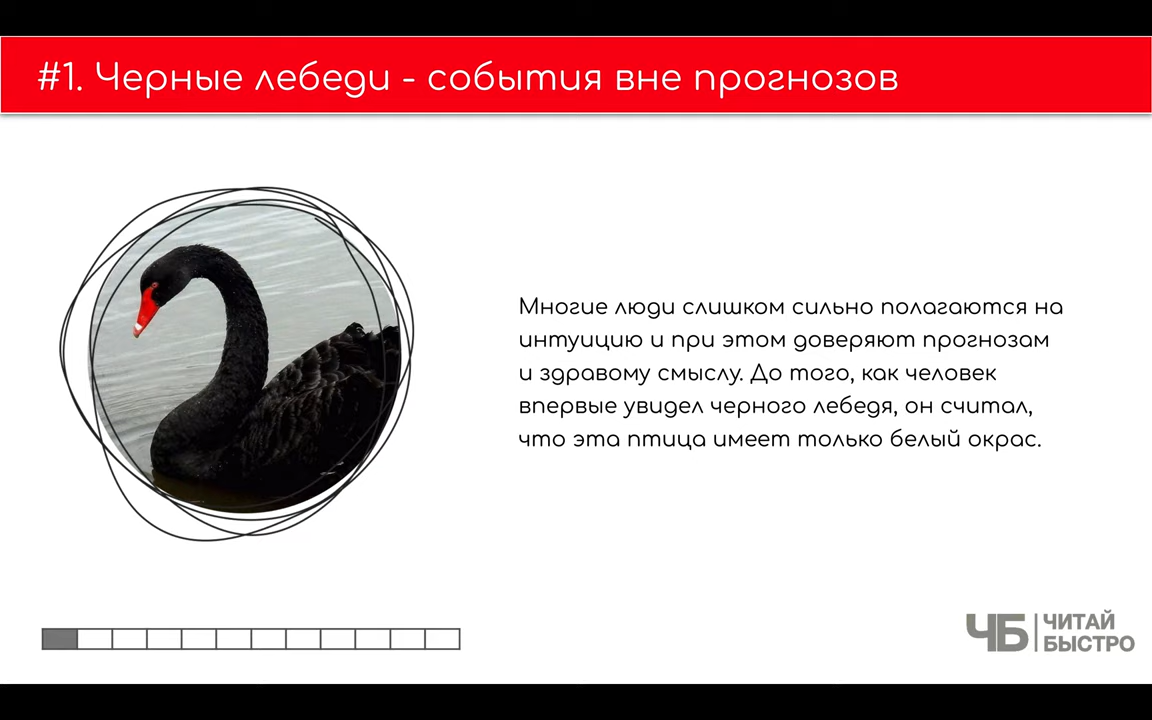 #1. Черные лебеди - события вне прогнозов
Многие люди слишком сильно полагаются на
интуицию и при этом доверяют прогнозам
и здравому смыслу. До того, как человек
впервые увидел черного лебедя, он считал,
что эта птица имеет только белый окрас.
ЧБ ЧИТАЙ
БЫСТРО